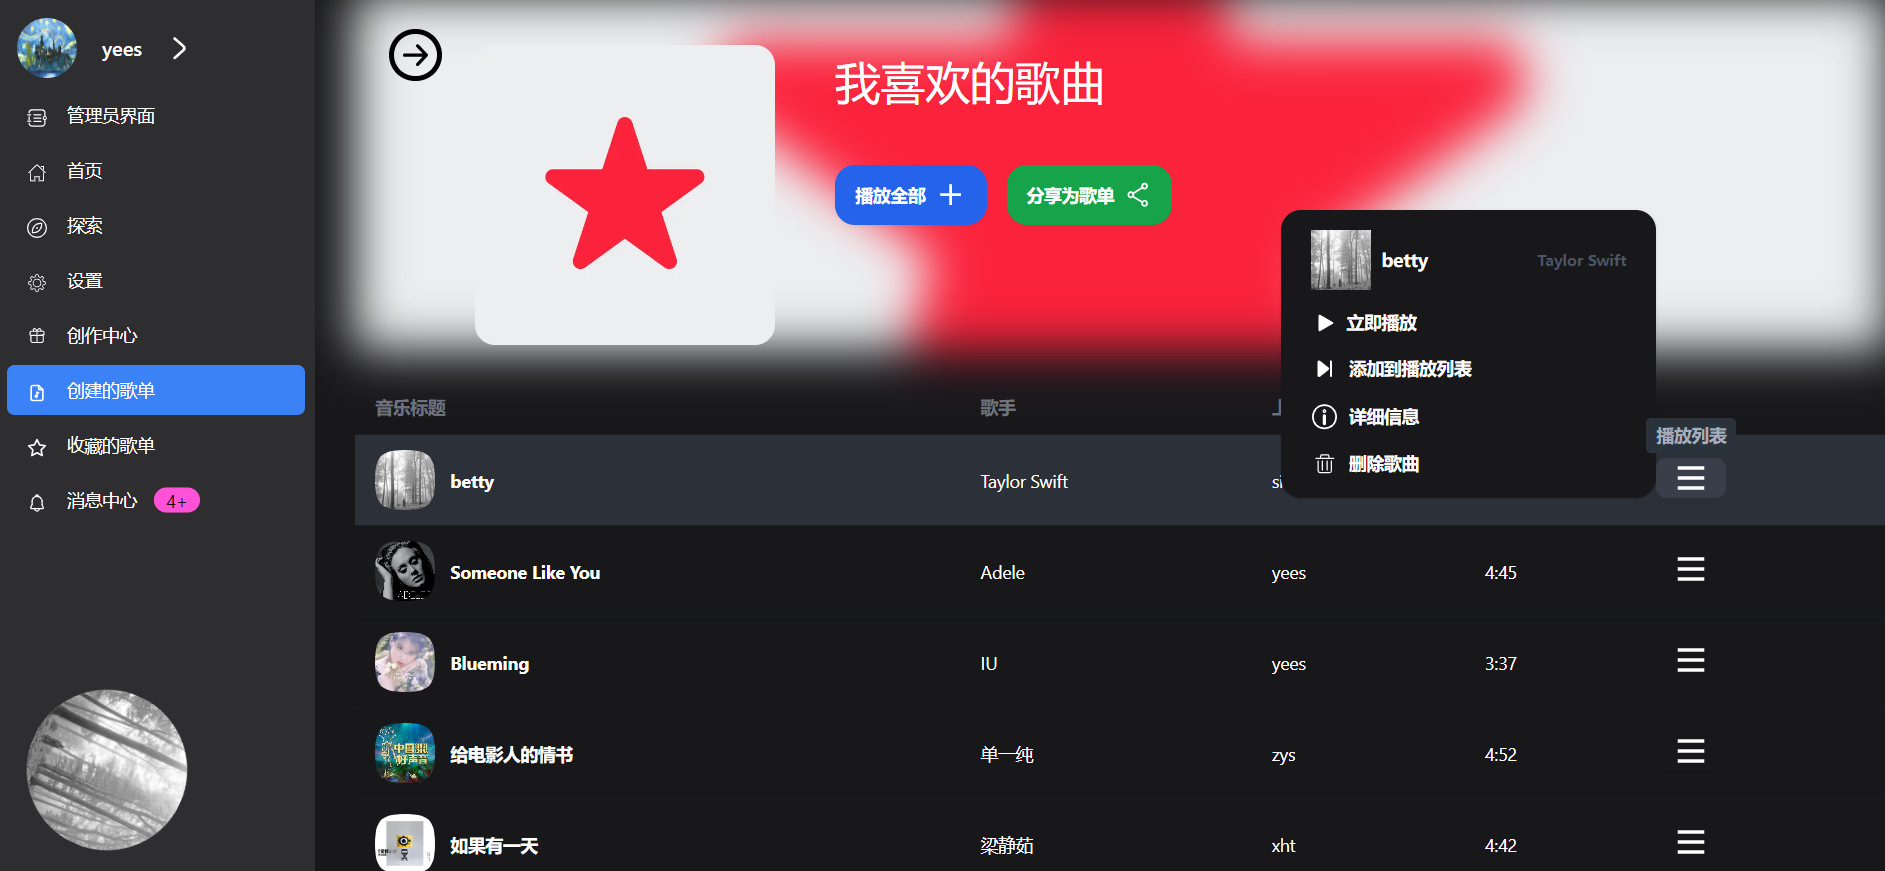 yees
管理员界面
首页
探索
设置
创作中心
创建的歌单
收藏的歌单
消息中心 4+
我喜欢的歌曲
播放全部
分享为歌单
betty Taylor Swift
立即播放
添加到播放列表
详细信息
删除歌曲
播放列表
音乐标题 歌手
betty Taylor Swift
Someone Like You Adele yees 4:45
Blueming IU yees 3:37
给电影人的情书 单一纯 zys 4:52
如果有一天 梁静茹 xht 4:42